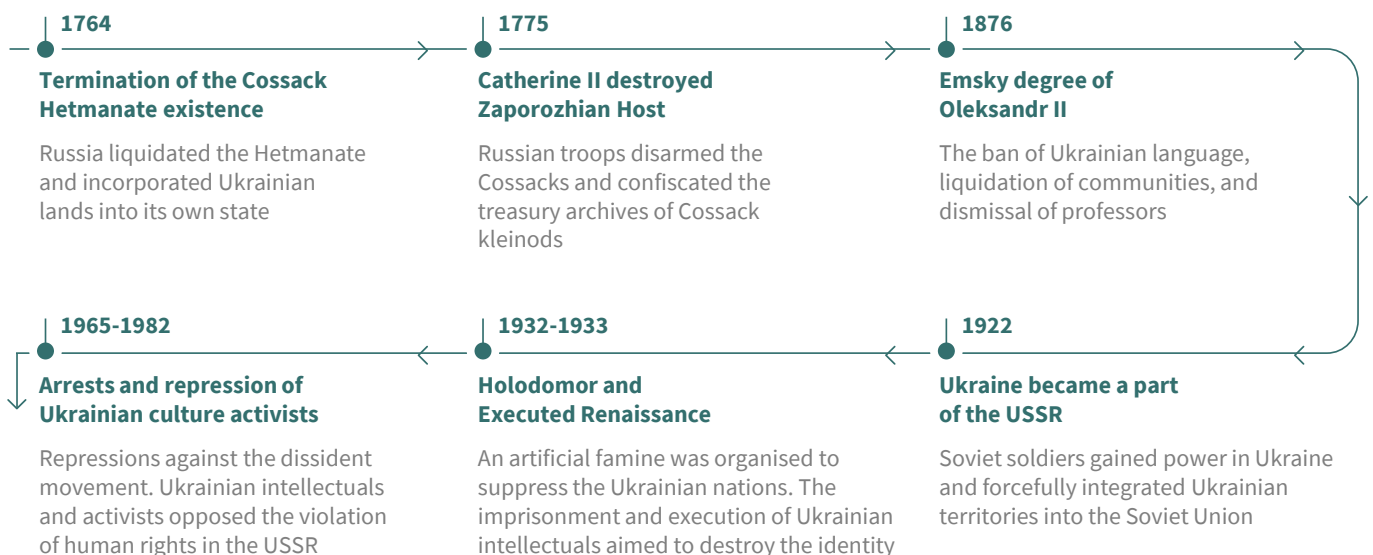 1764
Termination of the Cossack
Hetmanate existence
Russia liquidated the Hetmanate
and incorporated Ukrainian
lands into its own state
1775
Catherine II destroyed
Zaporozhian Host
Russian troops disarmed the
Cossacks and confiscated the
treasury archives of Cossack
kleinods
1876
Emsky degree of
Oleksandr II
The ban of Ukrainian language,
liquidation of communities, and
dismissal of professors
1922
Ukraine became a part
of the USSR
Soviet soldiers gained power in Ukraine
and forcefully integrated Ukrainian
territories into the Soviet Union
1932-1933
Holodomor and
Executed Renaissance
An artificial famine was organised to
suppress the Ukrainian nations. The
imprisonment and execution of Ukrainian
intellectuals aimed to destroy the identity
1965-1982
Arrests and repression of
Ukrainian culture activists
Repressions against the dissident
movement. Ukrainian intellectuals
and activists opposed the violation
of human rights in the USSR